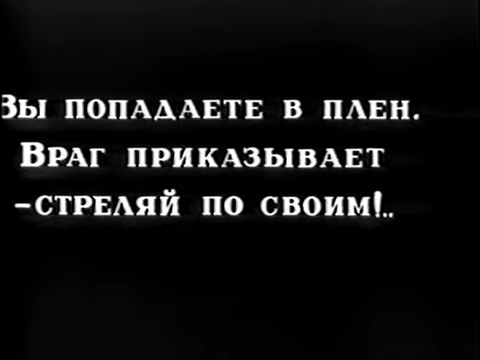 Вы попадаете в плен.
Враг приказывает
–стреляй по своим!..